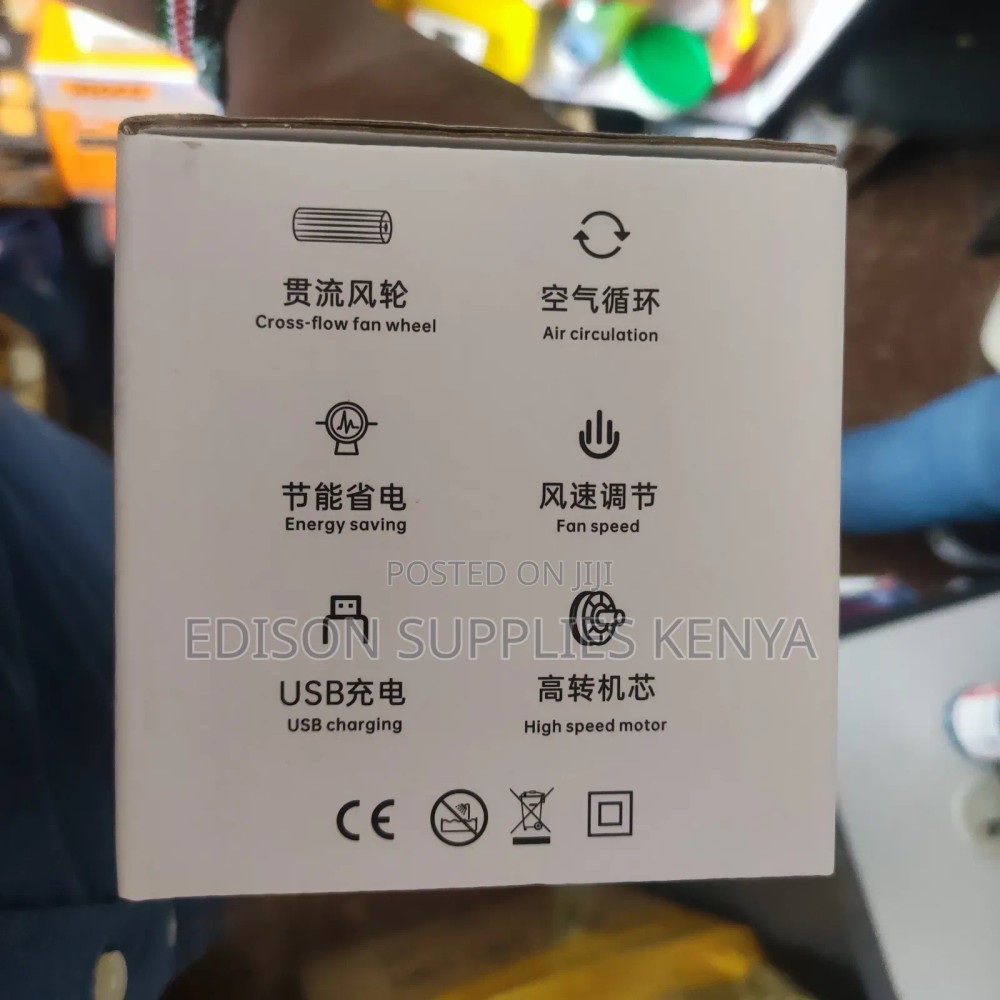 贯流风轮
Cross-flow fan wheel
空气循环
Air circulation
节能省电
Energy saving
风速调节
Fan speed
POSTED ON JIJI
EDISON SUPPLIES KENYA
USB充电
USB charging
高转机芯
High speed motor
CE